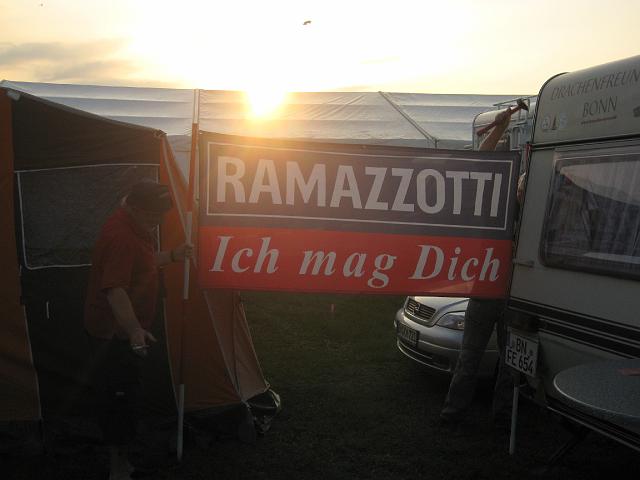 DRACHENFREUN
BONN
RAMAZZOTTI
Ich mag Dich
BN
FE 654